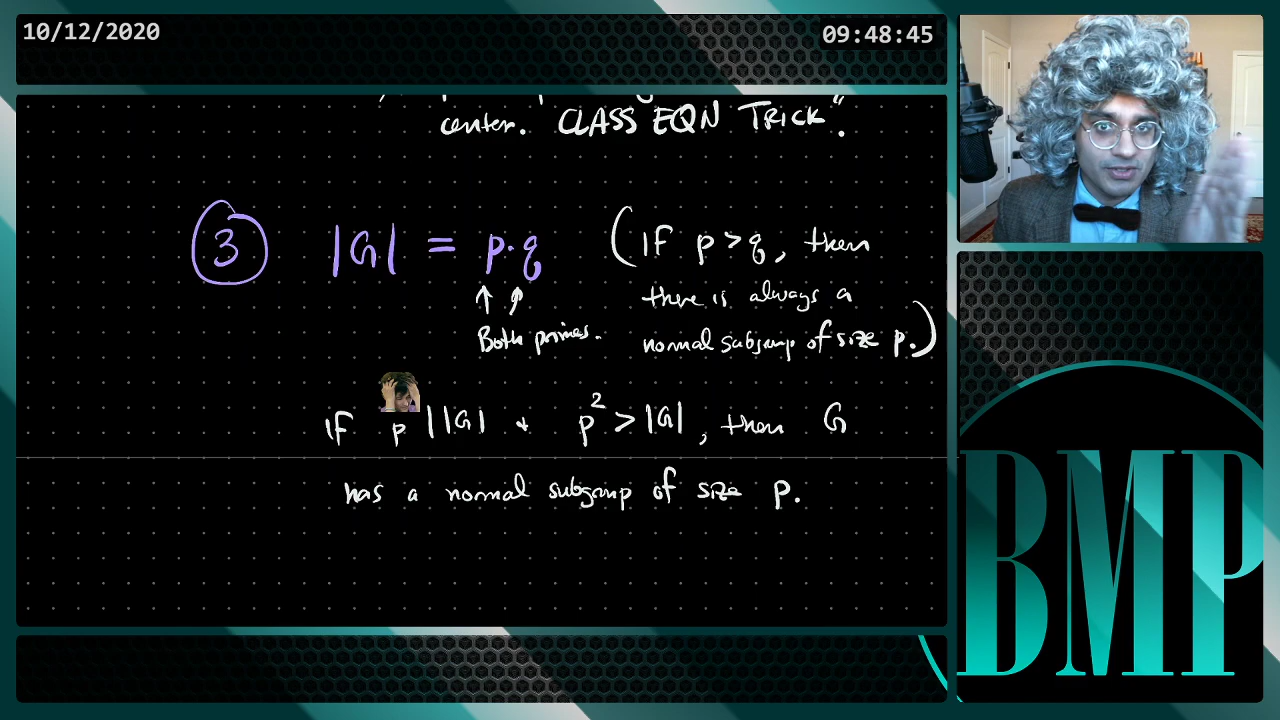 10/12/2020
09:48:45
center. "CLASS EQN TRICK".
3 |G| = p·q (IF p > q, then
there is always a
Both primes. normal subgroup of size p.)
IF p | |G| + p² > |G|, then G
has a normal subgroup of size p.
BMP